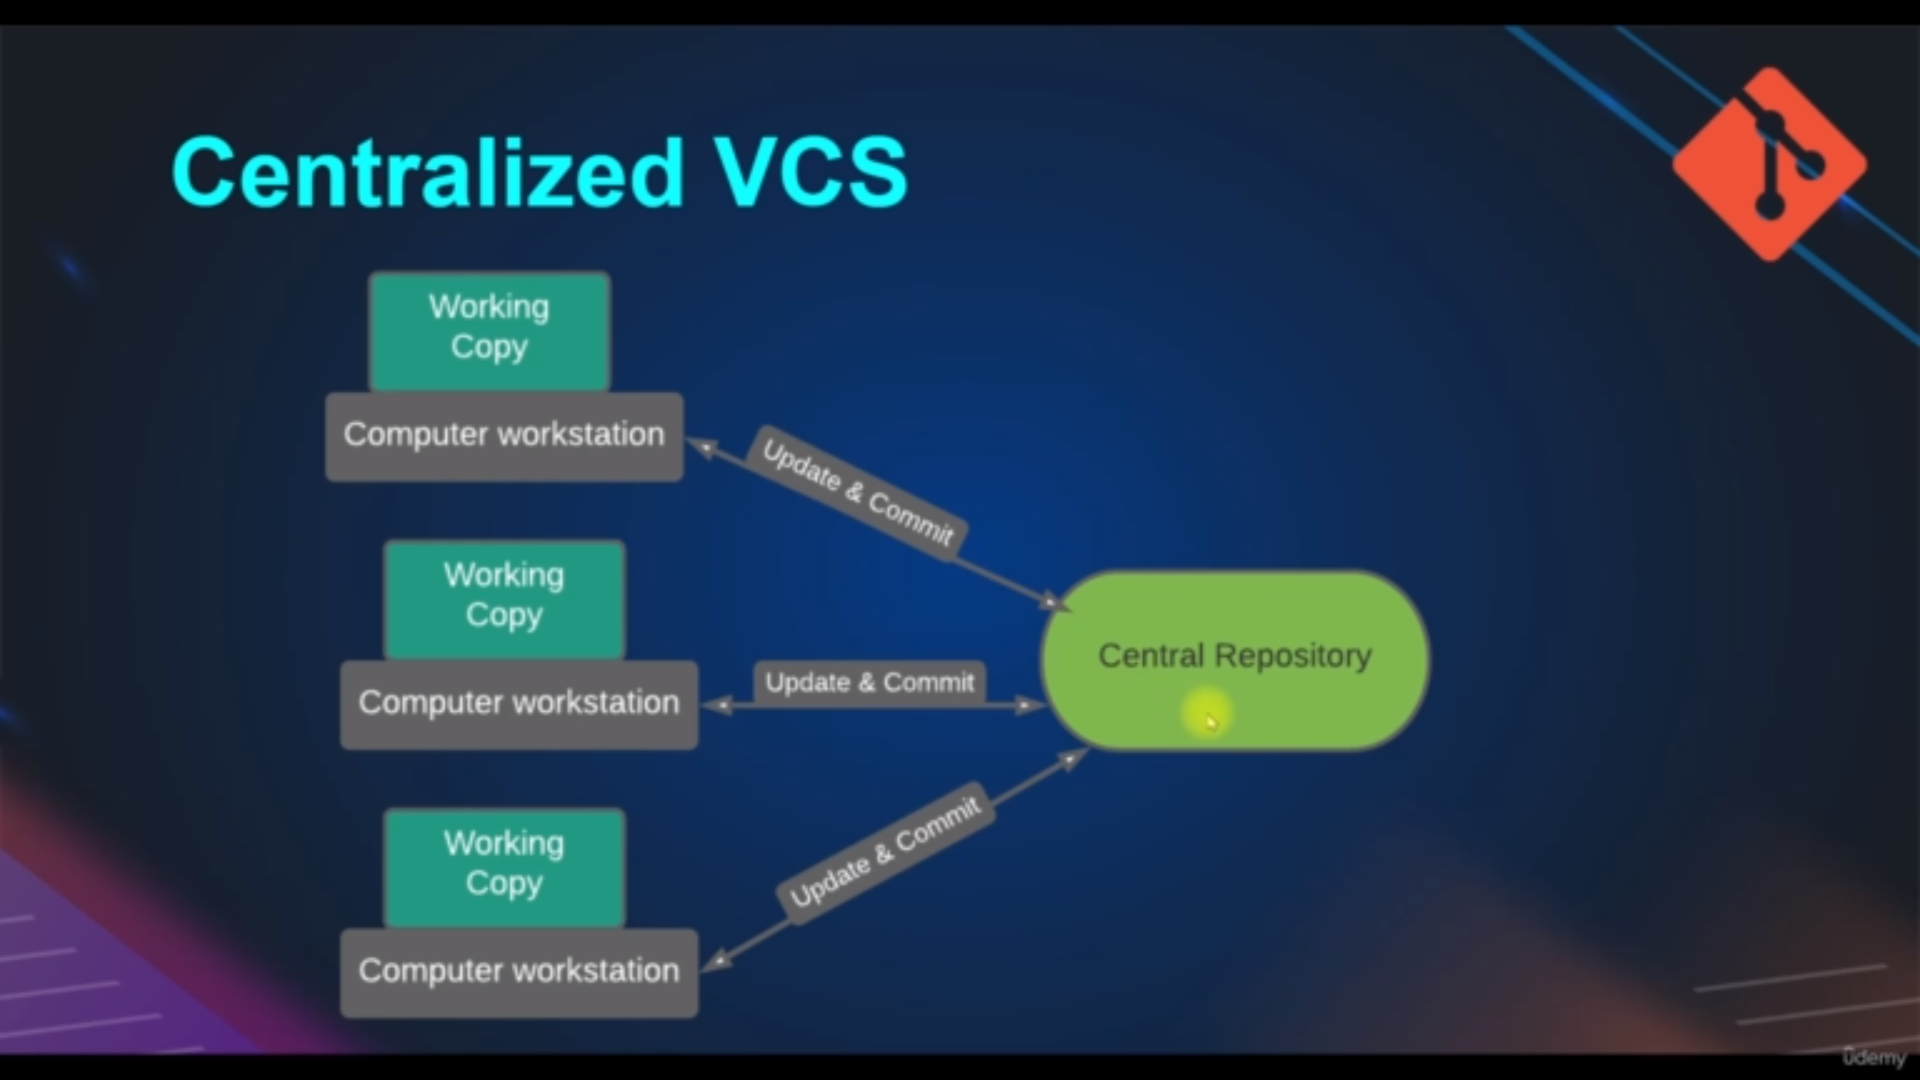 Centralized VCS
Working
Copy
Computer workstation
Update & Commit
Working
Copy
Computer workstation
Update & Commit
Central Repository
Working
Copy
Computer workstation
Update & Commit
ûdemy